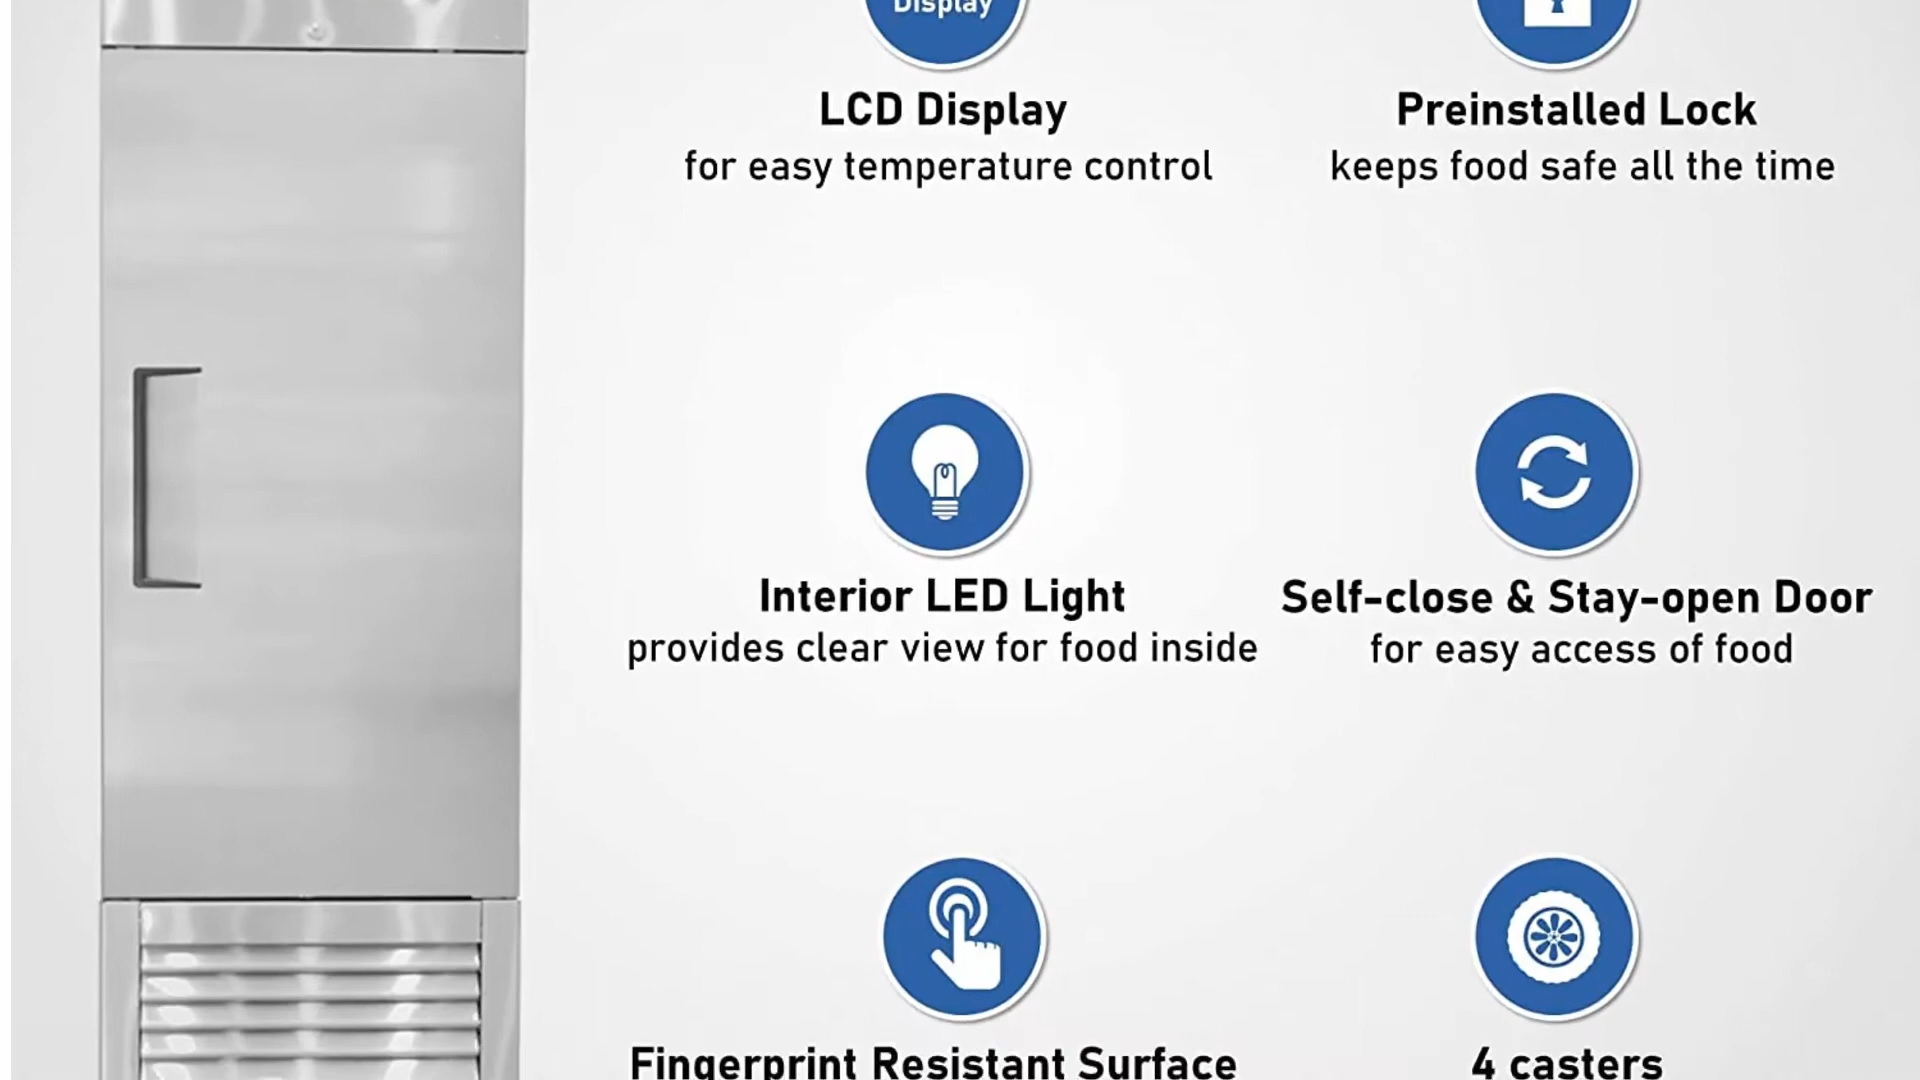 Display
LCD Display
for easy temperature control
Preinstalled Lock
keeps food safe all the time
Interior LED Light
provides clear view for food inside
Self-close & Stay-open Door
for easy access of food
Fingerprint Resistant Surface
4 casters